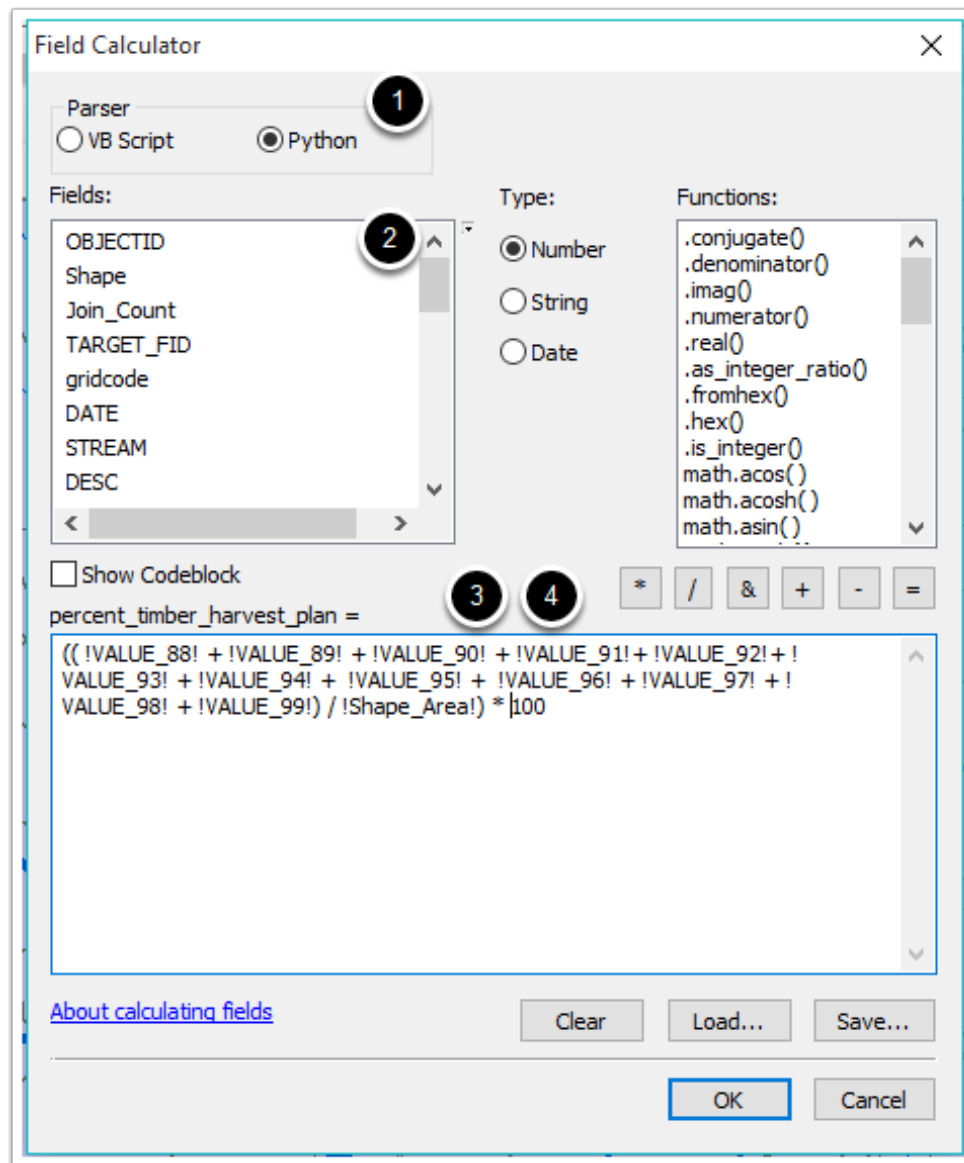 Field Calculator
Parser
1
VB Script
Python
Fields:
Type:
Functions:
2
OBJECTID
Shape
Join_Count
TARGET_FID
gridcode
DATE
STREAM
DESC
Number
String
Date
.conjugate()
.denominator()
.imag()
.numerator()
.real()
.as_integer_ratio()
.fromhex()
.hex()
.is_integer()
math.acos( )
math.acosh( )
math.asin( )
Show Codeblock
3
4
* / & + - =
percent_timber_harvest_plan =
(( !VALUE_88! + !VALUE_89! + !VALUE_90! + !VALUE_91!+ !VALUE_92!+ !
VALUE_93! + !VALUE_94! + !VALUE_95! + !VALUE_96! + !VALUE_97! + !
VALUE_98! + !VALUE_99!) / !Shape_Area!) * 100
About calculating fields
Clear
Load...
Save...
OK
Cancel